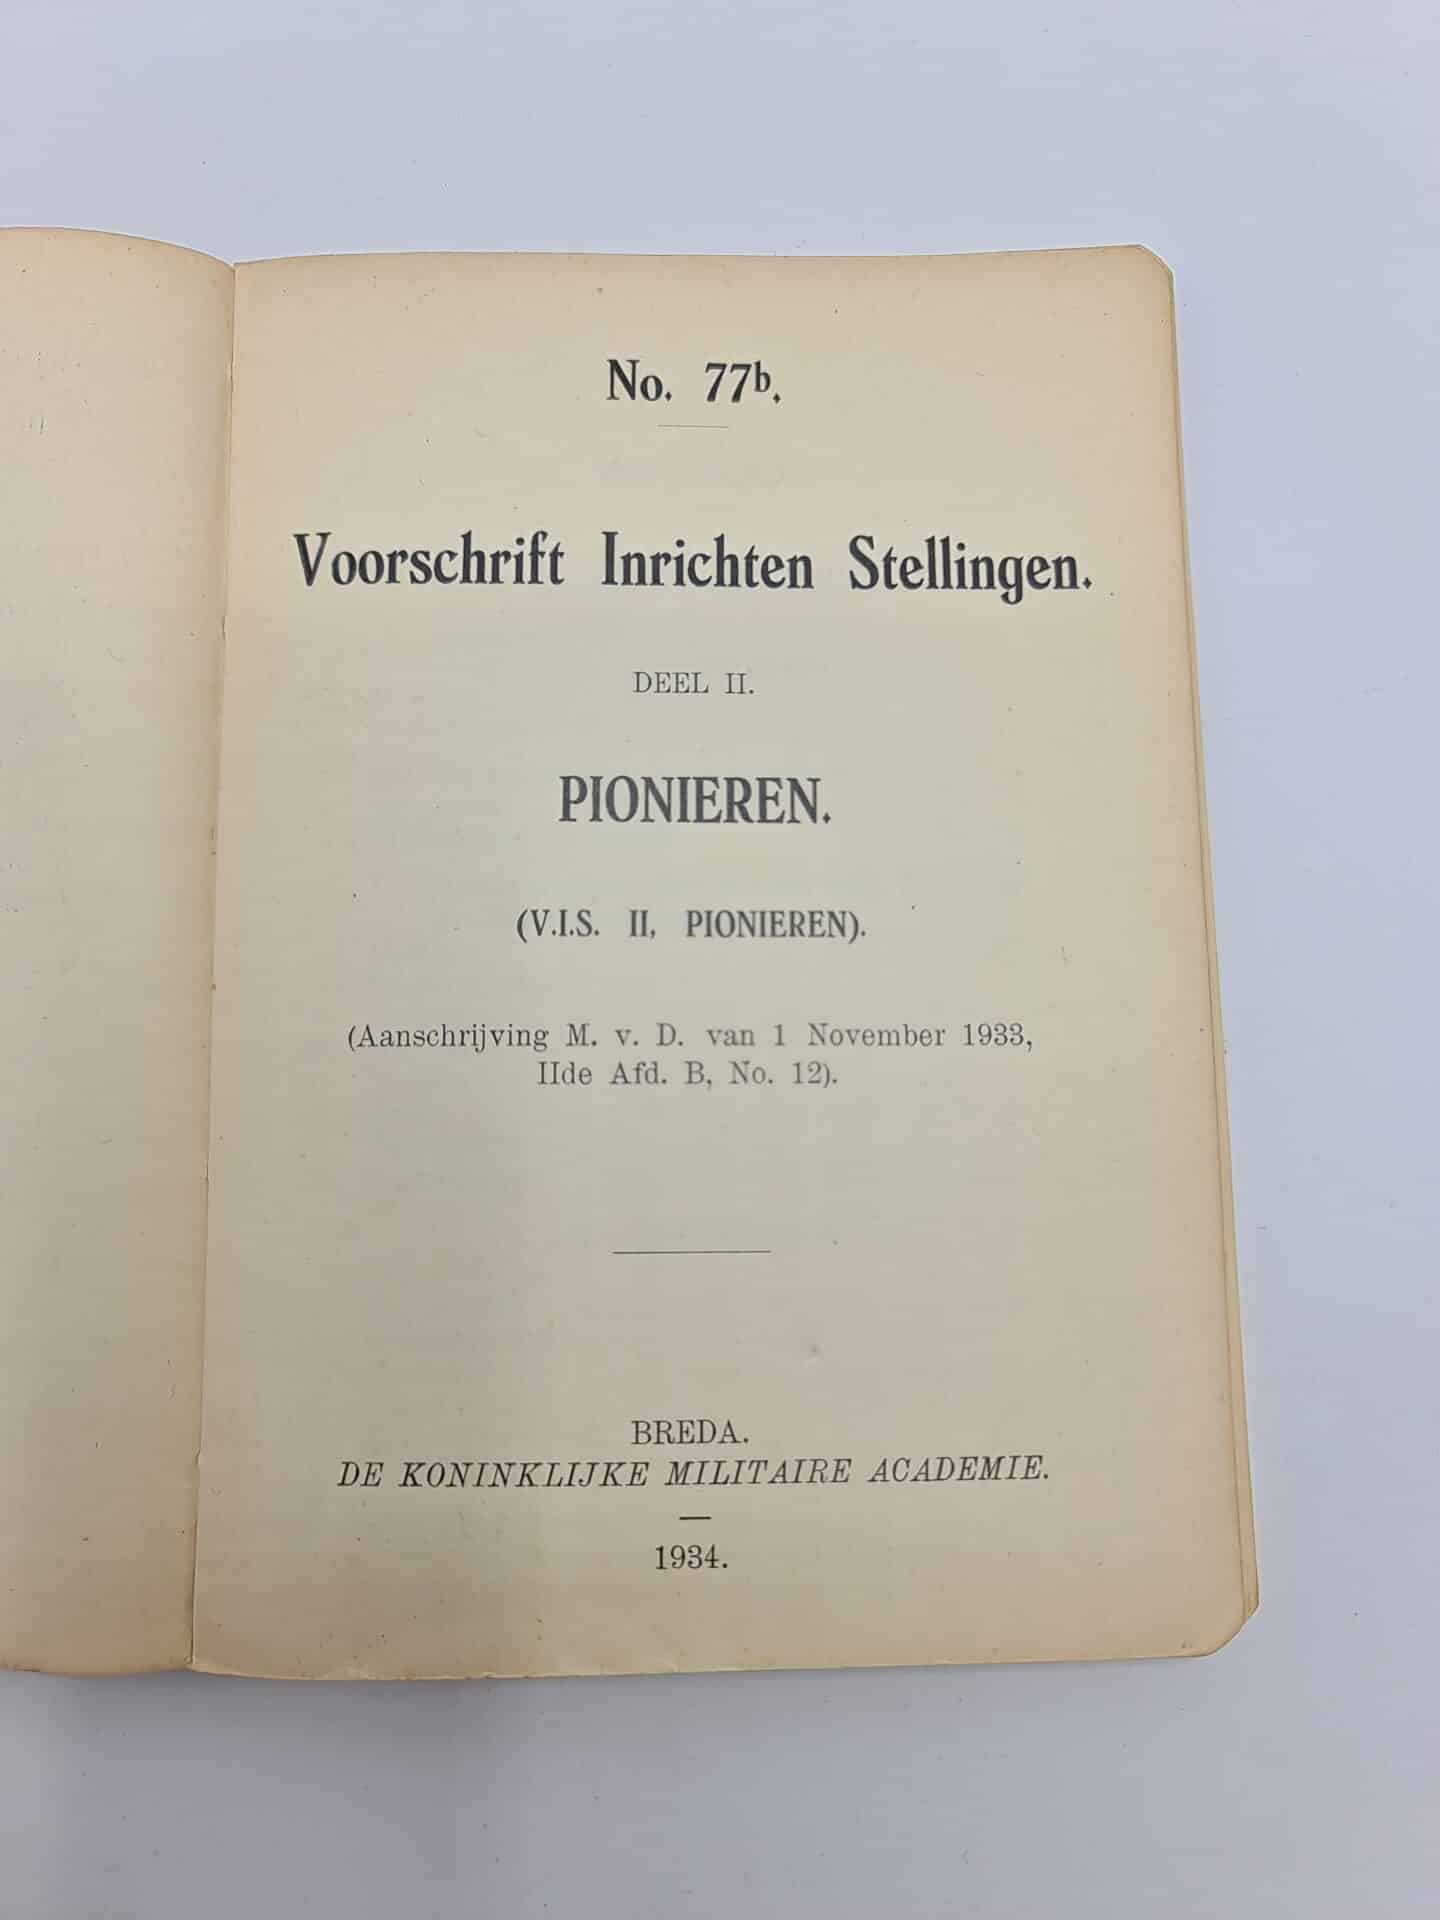 No. 77b.
Voorschrift Inrichten Stellingen.
DEEL II.
PIONIEREN.
(V.I.S. II, PIONIEREN).
(Aanschrijving M. v. D. van 1 November 1933,
IIde Afd. B, No. 12).
BREDA.
DE KONINKLIJKE MILITAIRE ACADEMIE.
1934.